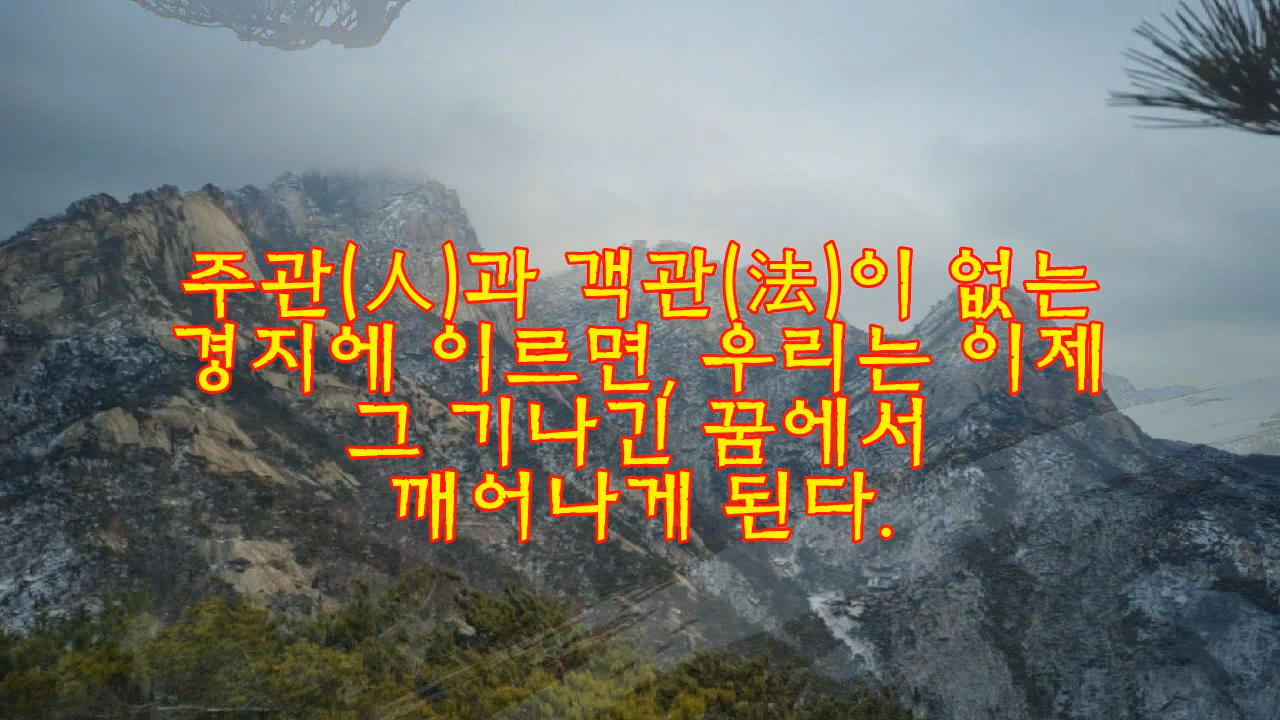 주관(人)과 객관(法)이 없는
경지에 이르면, 우리는 이제
그 기나긴 꿈에서
깨어나게 된다.